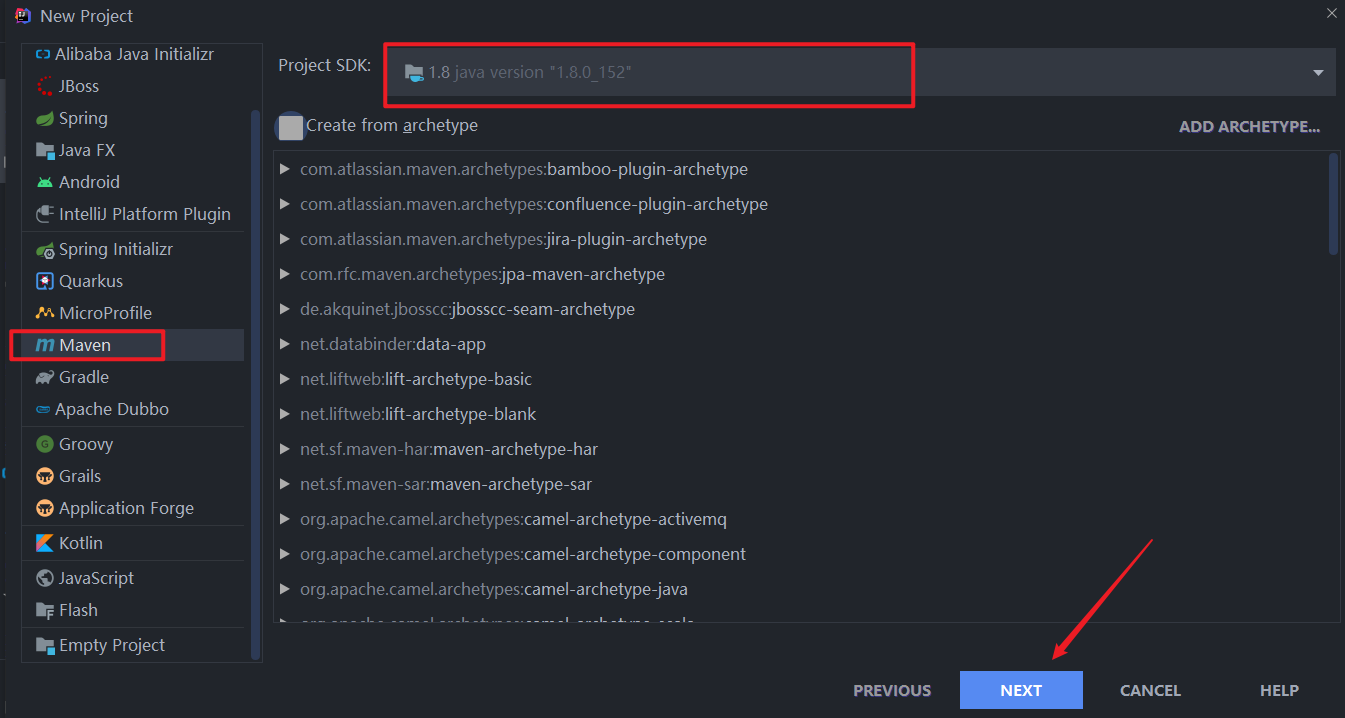 New Project
Alibaba Java Initializr
JBoss
Spring
Java FX
Android
IntelliJ Platform Plugin
Spring Initializr
Quarkus
MicroProfile
Maven
Gradle
Apache Dubbo
Groovy
Grails
Application Forge
Kotlin
JavaScript
Flash
Empty Project
Project SDK: 1.8 java version "1.8.0_152"
Create from archetype ADD ARCHETYPE...
com.atlassian.maven.archetypes:bamboo-plugin-archetype
com.atlassian.maven.archetypes:confluence-plugin-archetype
com.atlassian.maven.archetypes:jira-plugin-archetype
com.rfc.maven.archetypes:jpa-maven-archetype
de.akquinet.jbosscc:jbosscc-seam-archetype
net.databinder:data-app
net.liftweb:lift-archetype-basic
net.liftweb:lift-archetype-blank
net.sf.maven-har:maven-archetype-har
net.sf.maven-sar:maven-archetype-sar
org.apache.camel.archetypes:camel-archetype-activemq
org.apache.camel.archetypes:camel-archetype-component
org.apache.camel.archetypes:camel-archetype-java
PREVIOUS NEXT CANCEL HELP